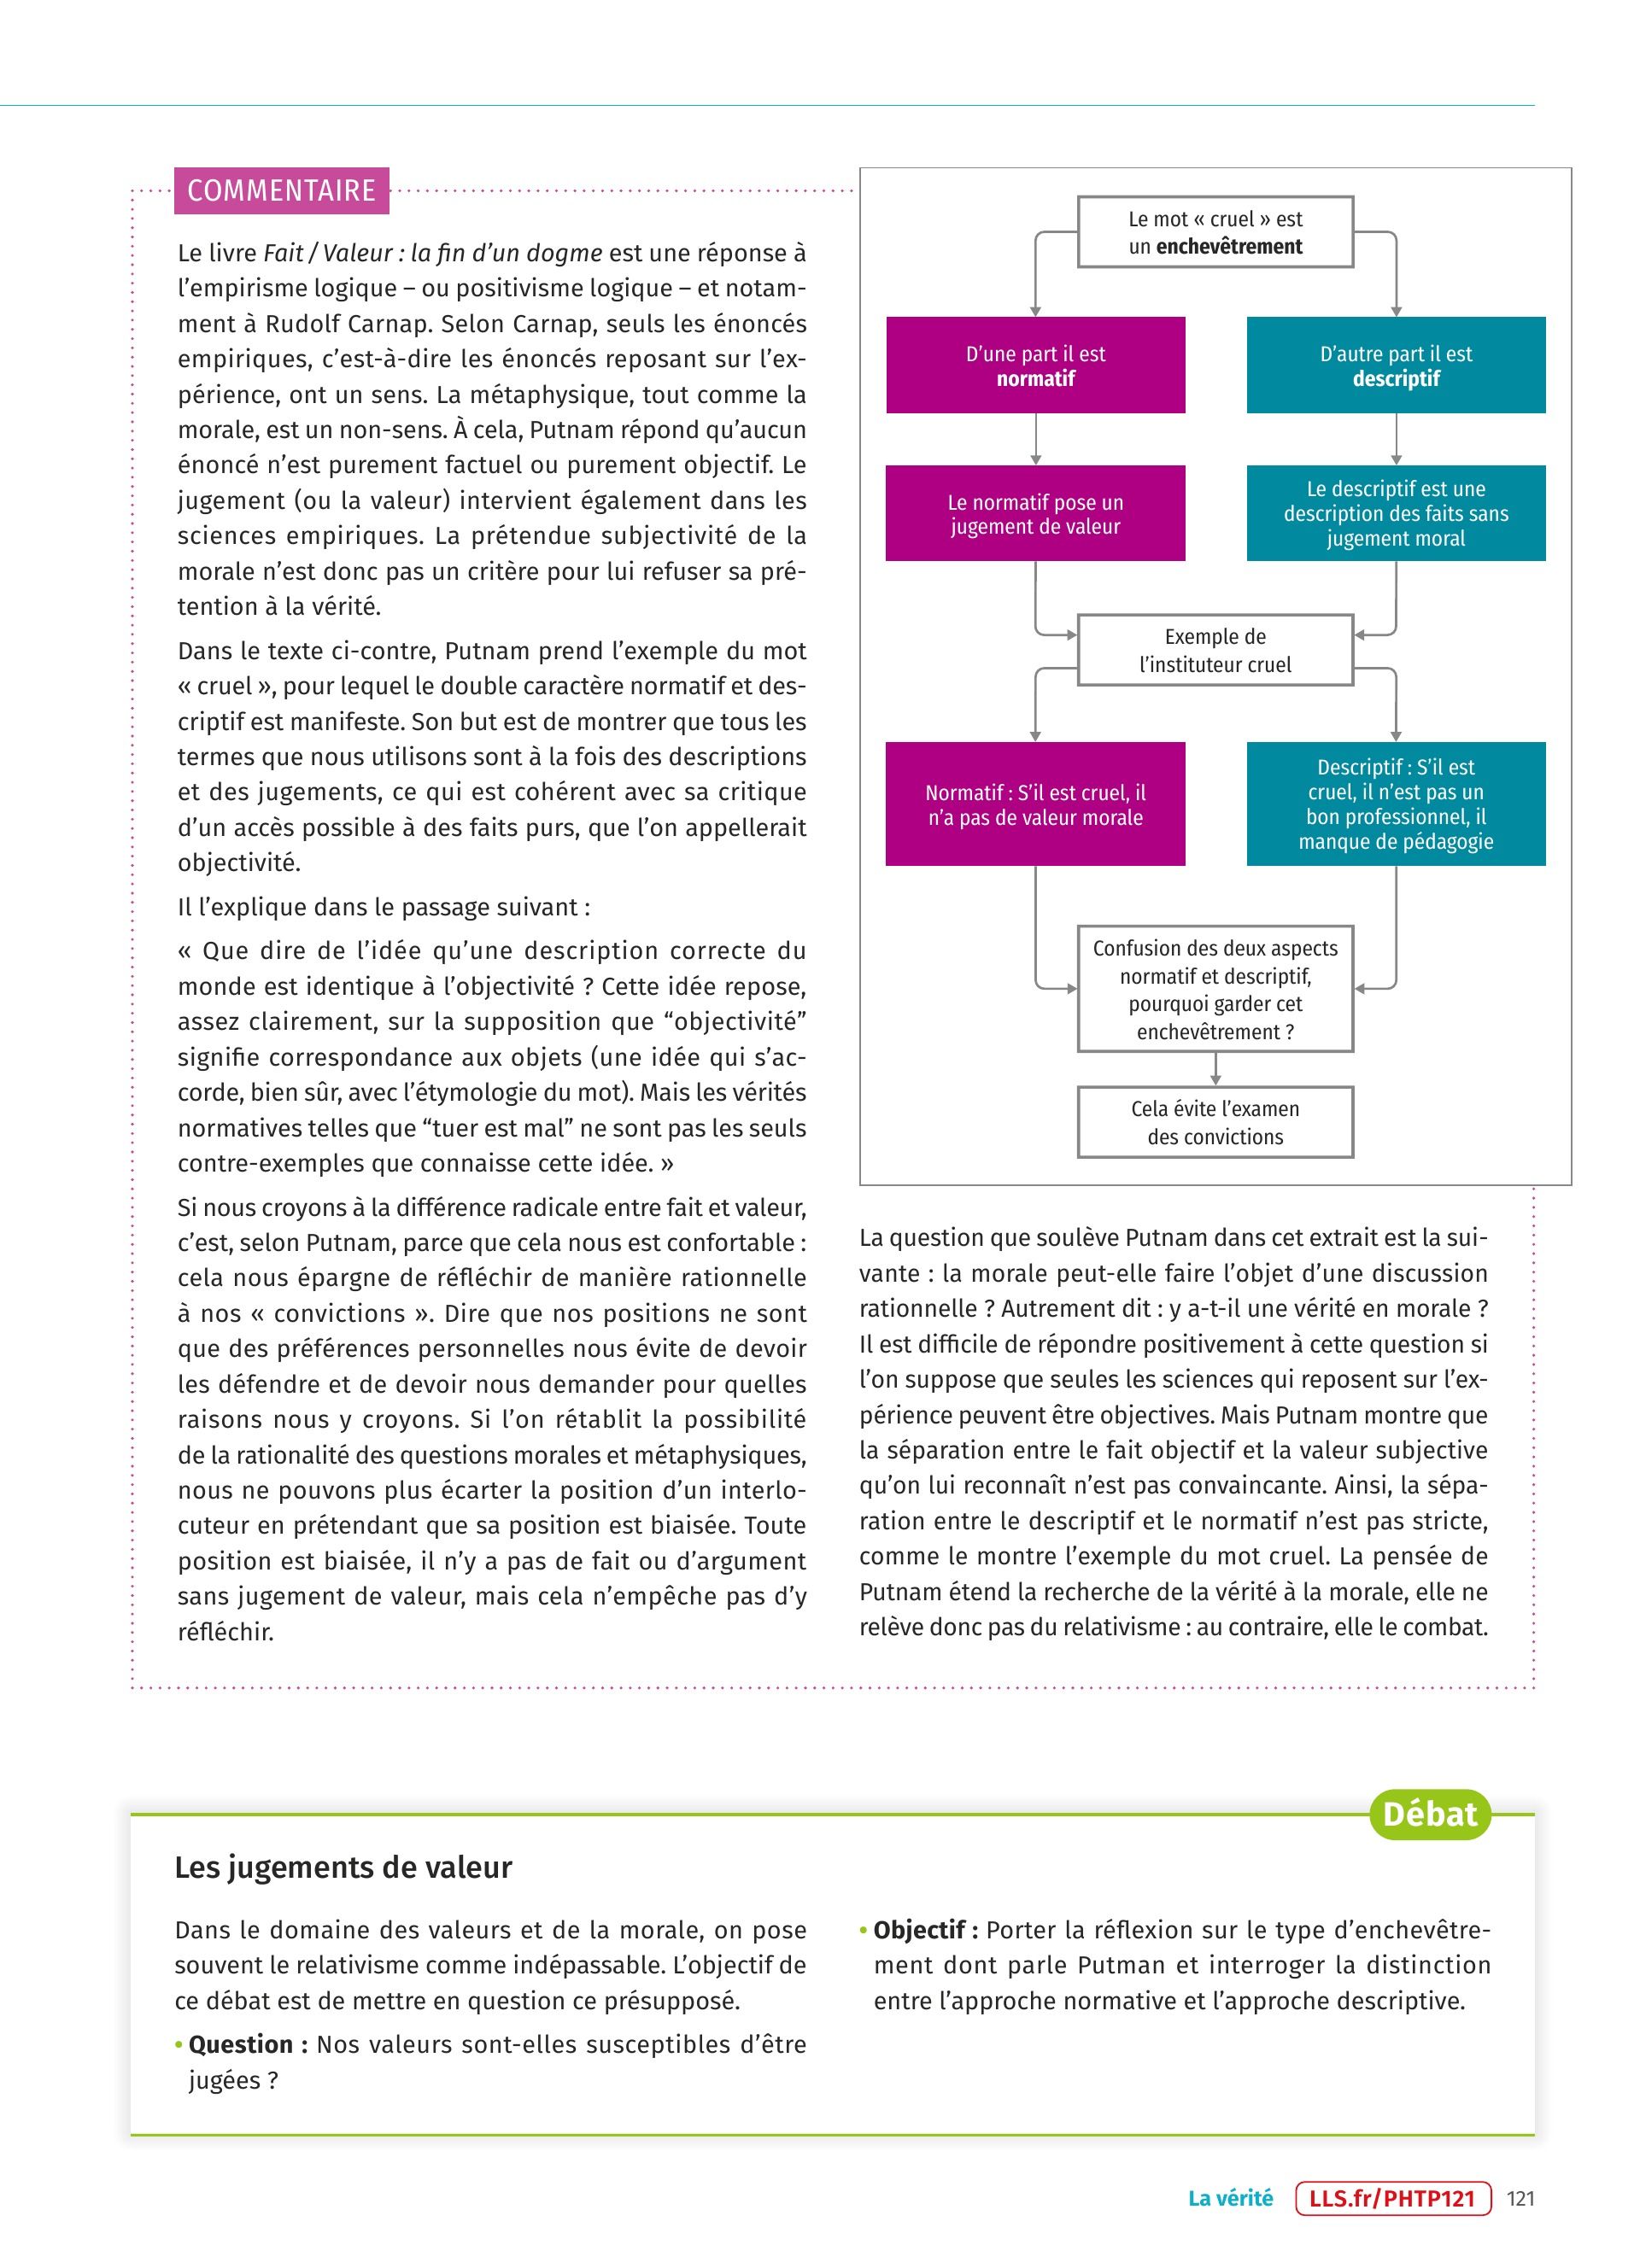 COMMENTAIRE
Le livre Fait / Valeur : la fin d’un dogme est une réponse à
l’empirisme logique – ou positivisme logique – et notam-
ment à Rudolf Carnap. Selon Carnap, seuls les énoncés
empiriques, c’est-à-dire les énoncés reposant sur l’ex-
périence, ont un sens. La métaphysique, tout comme la
morale, est un non-sens. À cela, Putnam répond qu’aucun
énoncé n’est purement factuel ou purement objectif. Le
jugement (ou la valeur) intervient également dans les
sciences empiriques. La prétendue subjectivité de la
morale n’est donc pas un critère pour lui refuser sa pré-
tention à la vérité.
Dans le texte ci-contre, Putnam prend l’exemple du mot
« cruel », pour lequel le double caractère normatif et des-
criptif est manifeste. Son but est de montrer que tous les
termes que nous utilisons sont à la fois des descriptions
et des jugements, ce qui est cohérent avec sa critique
d’un accès possible à des faits purs, que l’on appellerait
objectivité.
Il l’explique dans le passage suivant :
« Que dire de l’idée qu’une description correcte du
monde est identique à l’objectivité ? Cette idée repose,
assez clairement, sur la supposition que “objectivité”
signifie correspondance aux objets (une idée qui s’ac-
corde, bien sûr, avec l’étymologie du mot). Mais les vérités
normatives telles que “tuer est mal” ne sont pas les seuls
contre-exemples que connaisse cette idée. »
Si nous croyons à la différence radicale entre fait et valeur,
c’est, selon Putnam, parce que cela nous est confortable :
cela nous épargne de réfléchir de manière rationnelle
à nos « convictions ». Dire que nos positions ne sont
que des préférences personnelles nous évite de devoir
les défendre et de devoir nous demander pour quelles
raisons nous y croyons. Si l’on rétablit la possibilité
de la rationalité des questions morales et métaphysiques,
nous ne pouvons plus écarter la position d’un interlo-
cuteur en prétendant que sa position est biaisée. Toute
position est biaisée, il n’y a pas de fait ou d’argument
sans jugement de valeur, mais cela n’empêche pas d’y
réfléchir.
Le mot « cruel » est
un enchevêtrement
D’une part il est
normatif
D’autre part il est
descriptif
Le normatif pose un
jugement de valeur
Le descriptif est une
description des faits sans
jugement moral
Exemple de
l’instituteur cruel
Normatif : S’il est cruel, il
n’a pas de valeur morale
Descriptif : S’il est
cruel, il n’est pas un
bon professionnel, il
manque de pédagogie
Confusion des deux aspects
normatif et descriptif,
pourquoi garder cet
enchevêtrement ?
Cela évite l’examen
des convictions
La question que soulève Putnam dans cet extrait est la sui-
vante : la morale peut-elle faire l’objet d’une discussion
rationnelle ? Autrement dit : y a-t-il une vérité en morale ?
Il est difficile de répondre positivement à cette question si
l’on suppose que seules les sciences qui reposent sur l’ex-
périence peuvent être objectives. Mais Putnam montre que
la séparation entre le fait objectif et la valeur subjective
qu’on lui reconnaît n’est pas convaincante. Ainsi, la sépa-
ration entre le descriptif et le normatif n’est pas stricte,
comme le montre l’exemple du mot cruel. La pensée de
Putnam étend la recherche de la vérité à la morale, elle ne
relève donc pas du relativisme : au contraire, elle le combat.
Débat
Les jugements de valeur
Dans le domaine des valeurs et de la morale, on pose
souvent le relativisme comme indépassable. L’objectif de
ce débat est de mettre en question ce présupposé.
• Question : Nos valeurs sont-elles susceptibles d’être
jugées ?
• Objectif : Porter la réflexion sur le type d’enchevêtre-
ment dont parle Putman et interroger la distinction
entre l’approche normative et l’approche descriptive.
La vérité LLS.fr/PHTP121 121